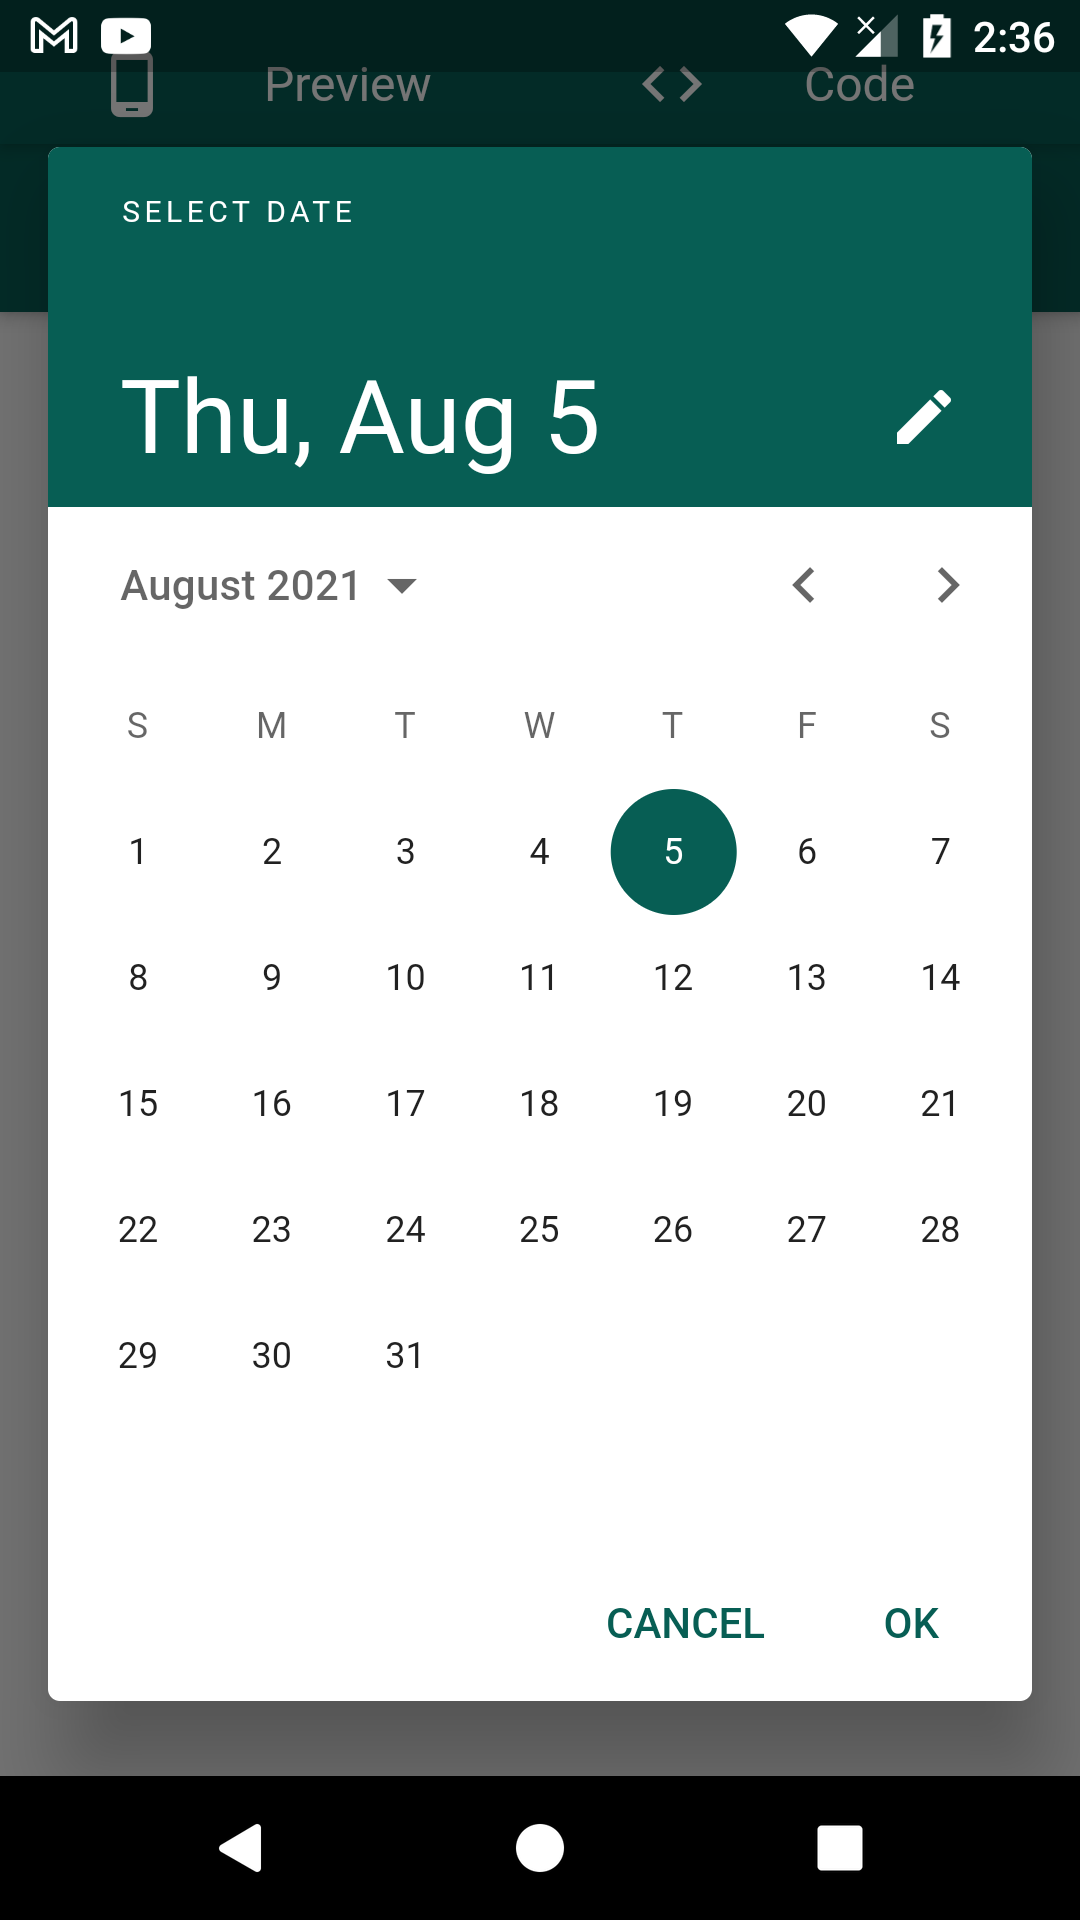 2:36
Preview Code
SELECT DATE
Thu, Aug 5
August 2021
S M T W T F S
1 2 3 4 5 6 7
8 9 10 11 12 13 14
15 16 17 18 19 20 21
22 23 24 25 26 27 28
29 30 31
CANCEL OK